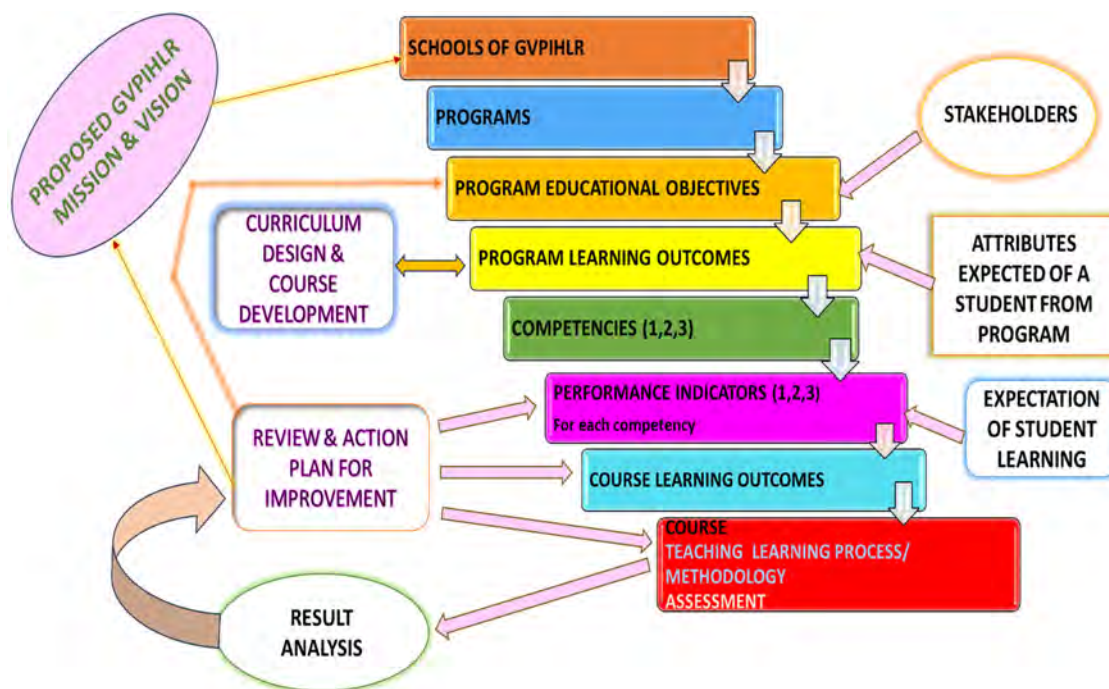 PROPOSED GVPIHLR
MISSION & VISION
SCHOOLS OF GVPIHLR
PROGRAMS
STAKEHOLDERS
PROGRAM EDUCATIONAL OBJECTIVES
CURRICULUM
DESIGN &
COURSE
DEVELOPMENT
PROGRAM LEARNING OUTCOMES
ATTRIBUTES
EXPECTED OF A
STUDENT FROM
PROGRAM
COMPETENCIES (1,2,3)
PERFORMANCE INDICATORS (1,2,3)
For each competency
EXPECTATION
OF STUDENT
LEARNING
REVIEW & ACTION
PLAN FOR
IMPROVEMENT
COURSE LEARNING OUTCOMES
COURSE
TEACHING LEARNING PROCESS/
METHODOLOGY
ASSESSMENT
RESULT
ANALYSIS